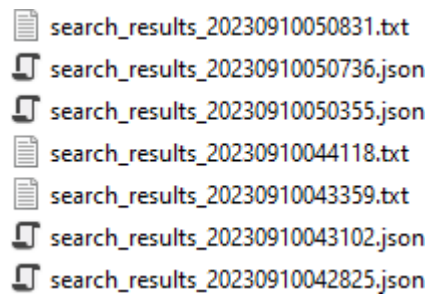 search_results_20230910050831.txt
search_results_20230910050736.json
search_results_20230910050355.json
search_results_20230910044118.txt
search_results_20230910043359.txt
search_results_20230910043102.json
search_results_20230910042825.json